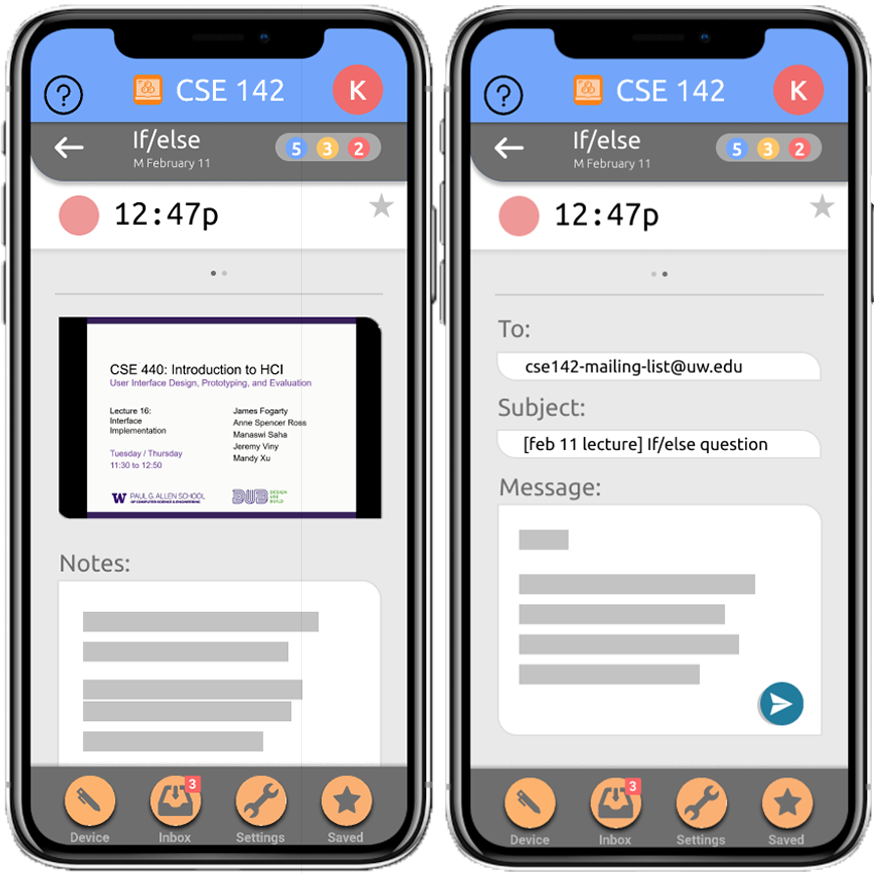 ?
CSE 142
K
If/else
M February 11
5 3 2
12:47p
CSE 440: Introduction to HCI
User Interface Design, Prototyping, and Evaluation
Lecture 16:
Interface
Implementation
Tuesday / Thursday
11:30 to 12:50
James Fogarty
Anne Spencer Ross
Manaswi Saha
Jeremy Viny
Mandy Xu
W PAUL G. ALLEN SCHOOL
OF COMPUTER SCIENCE & ENGINEERING
DUB DESIGN
USE
BUILD
Notes:
3
Device Inbox Settings Saved
?
CSE 142
K
If/else
M February 11
5 3 2
12:47p
To:
cse142-mailing-list@uw.edu
Subject:
[feb 11 lecture] If/else question
Message:
3
Device Inbox Settings Saved